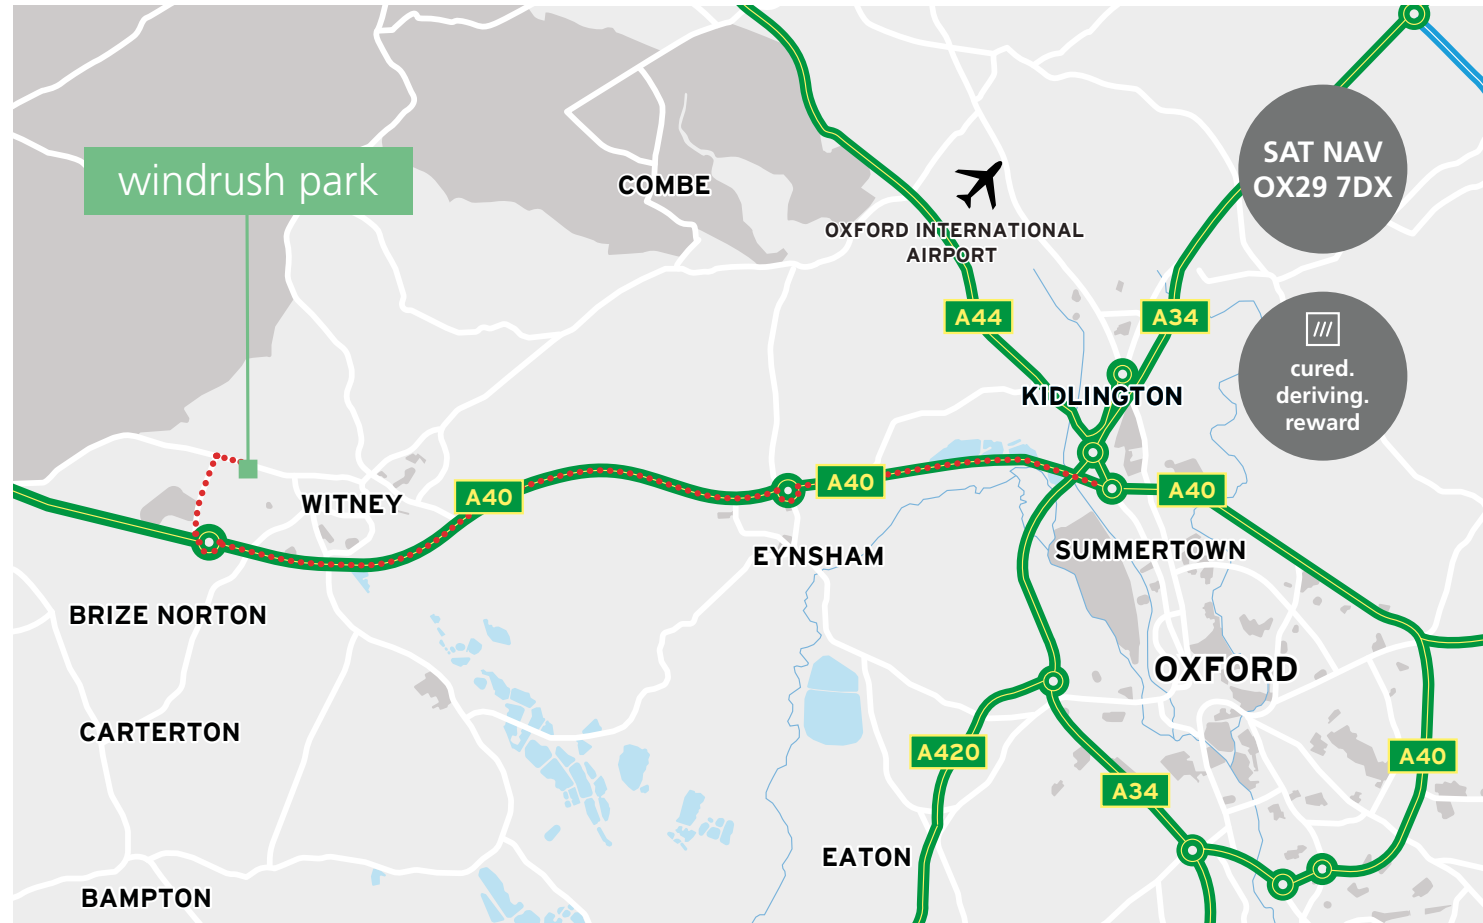 SAT NAV
OX29 7DX
windrush park
COMBE
OXFORD INTERNATIONAL
AIRPORT
A44
A34
///
cured.
deriving.
reward
KIDLINGTON
A40
A40
A40
WITNEY
EYNSHAM
SUMMERTOWN
BRIZE NORTON
OXFORD
CARTERTON
A420
A40
A34
EATON
BAMPTON